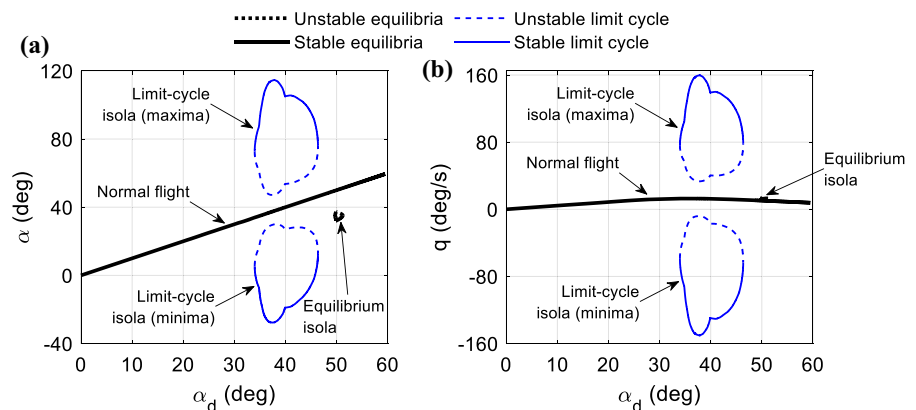 Unstable equilibria
Unstable limit cycle
Stable equilibria
Stable limit cycle
(a)
120
80
40
0
-40
0
10
20
30
40
50
60
α (deg)
α_d (deg)
Limit-cycle
isola (maxima)
Normal flight
Limit-cycle
isola (minima)
Equilibrium
isola
(b)
160
80
0
-80
-160
0
10
20
30
40
50
60
q (deg/s)
α_d (deg)
Limit-cycle
isola (maxima)
Normal flight
Equilibrium
isola
Limit-cycle
isola (minima)